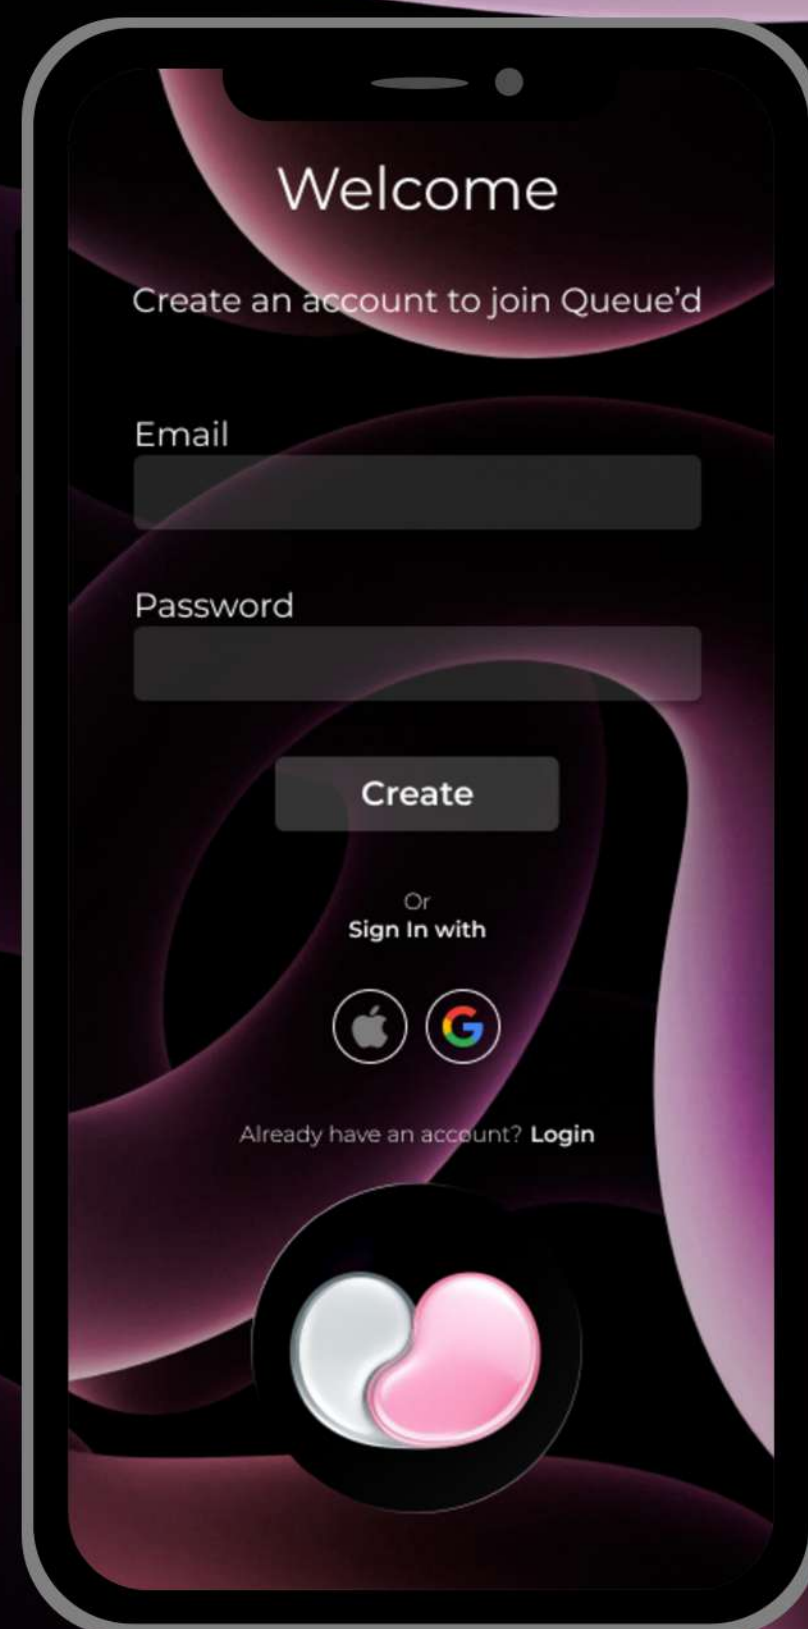 Welcome
Create an account to join Queue’d
Email
Password
Create
Or
Sign In with
Already have an account? Login